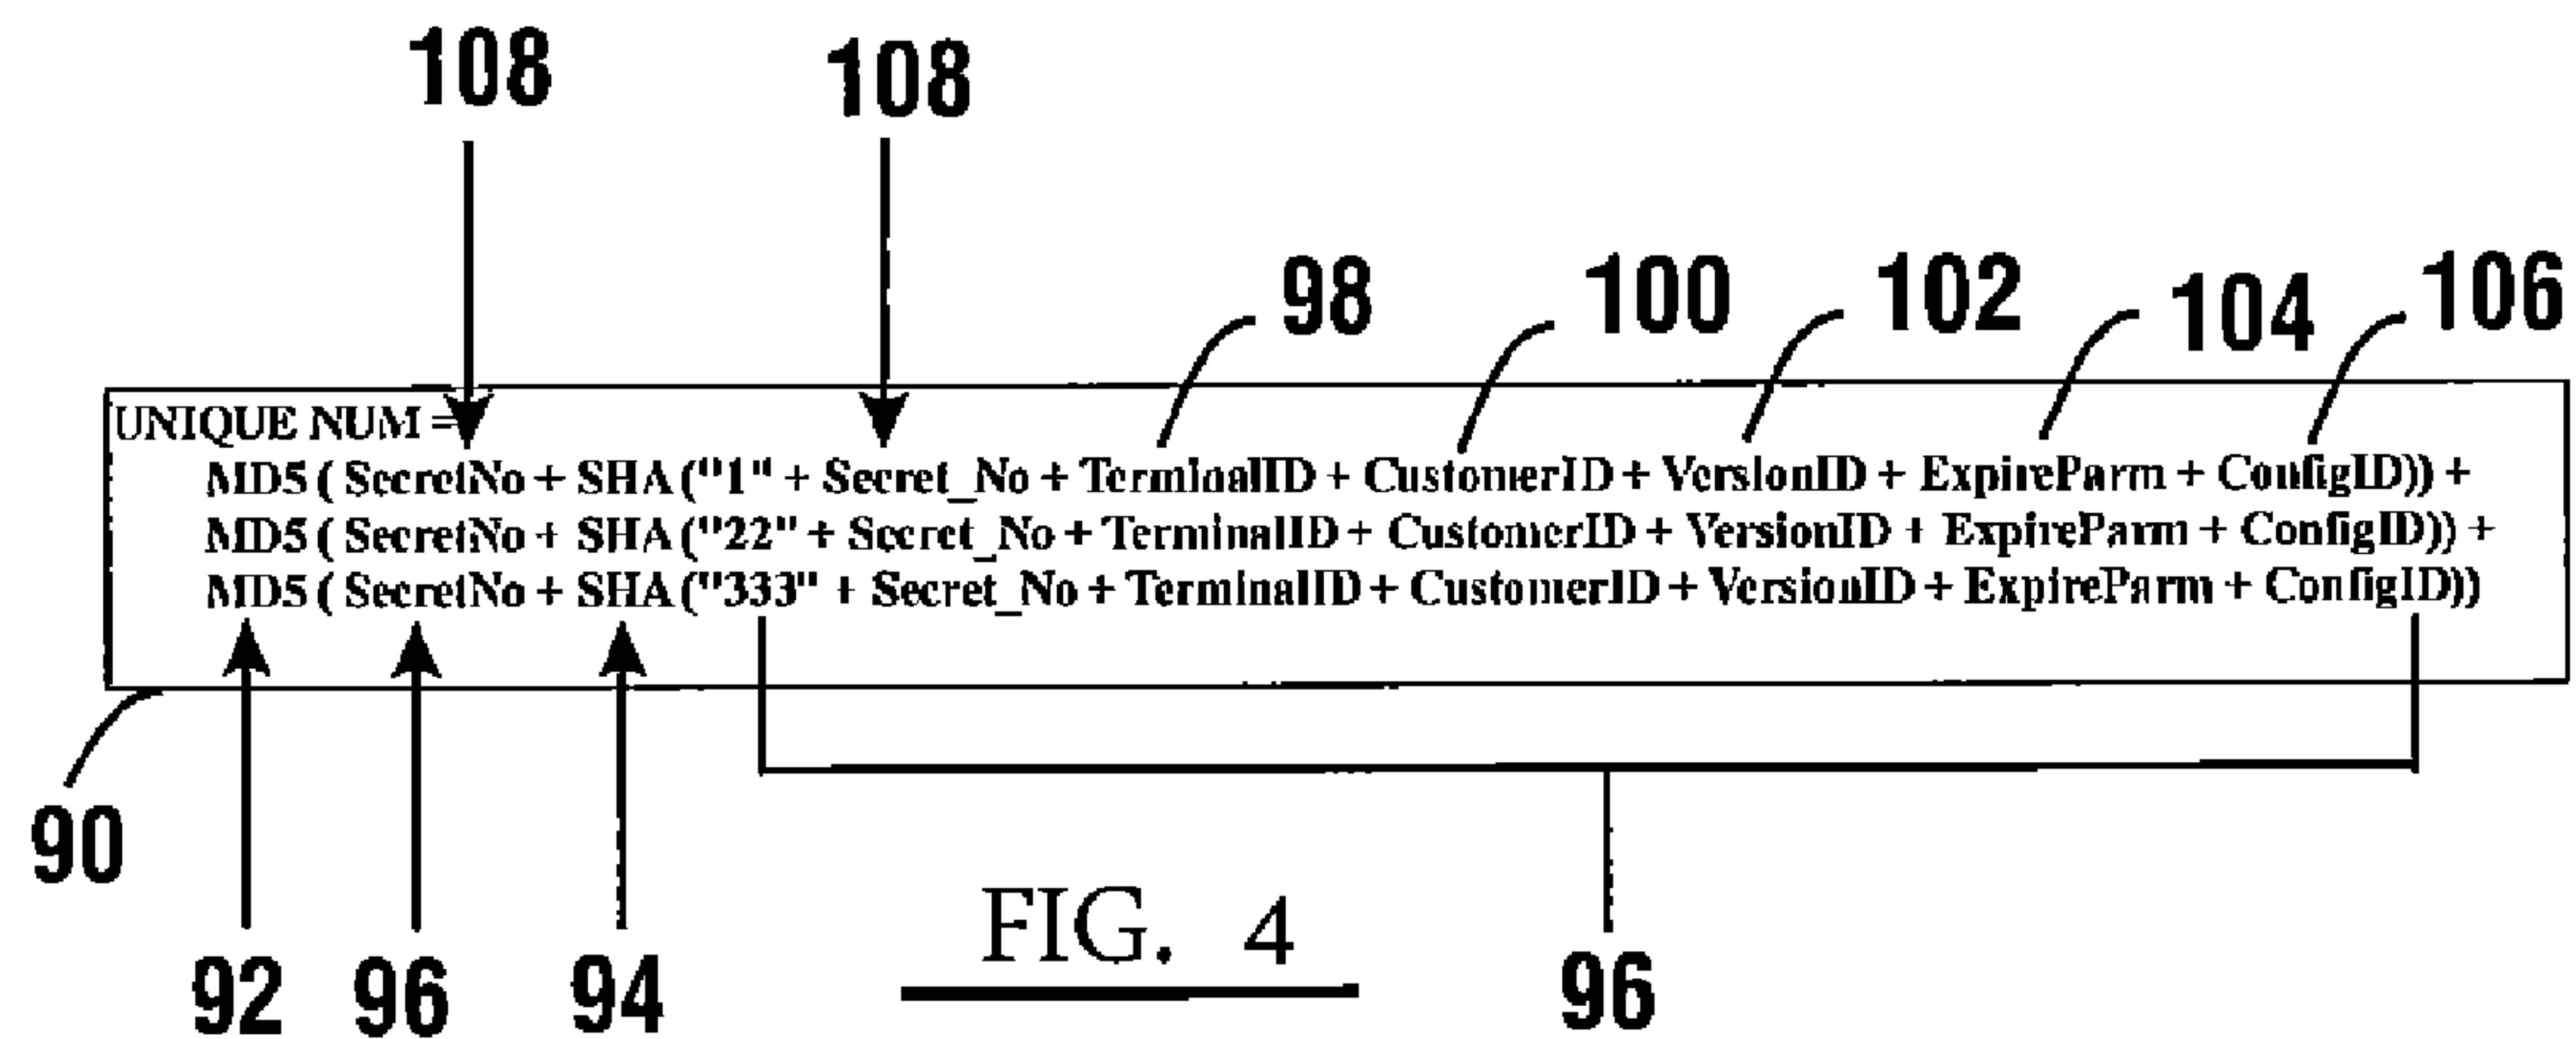 108 108
98 100 102 104 106
UNIQUE NUM =
MD5 ( SecretNo + SHA ("1" + Secret_No + TerminalID + CustomerID + VersionID + ExpireParm + ConfigID)) +
MD5 ( SecretNo + SHA ("22" + Secret_No + TerminalID + CustomerID + VersionID + ExpireParm + ConfigID)) +
MD5 ( SecretNo + SHA ("333" + Secret_No + TerminalID + CustomerID + VersionID + ExpireParm + ConfigID))
90
92 96 94 96
FIG. 4